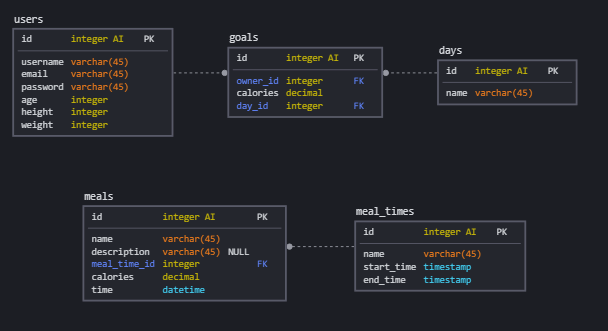 users
id integer AI PK
username varchar(45)
email varchar(45)
password varchar(45)
age integer
height integer
weight integer
goals
id integer AI PK
owner_id integer FK
calories decimal
day_id integer FK
days
id integer AI PK
name varchar(45)
meals
id integer AI PK
name varchar(45)
description varchar(45) NULL
meal_time_id integer FK
calories decimal
time datetime
meal_times
id integer AI PK
name varchar(45)
start_time timestamp
end_time timestamp